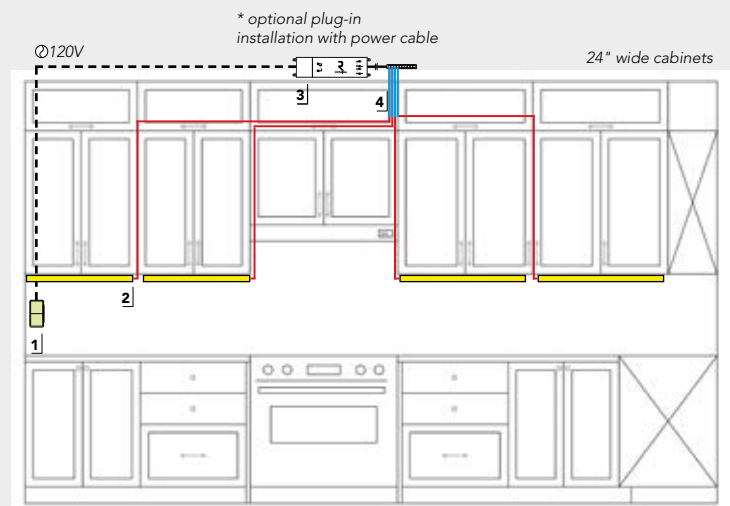 * optional plug-in
installation with power cable
120V
24" wide cabinets
3
4
2
1